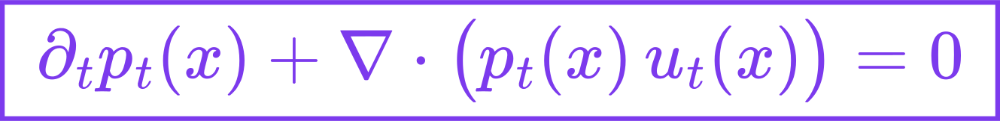 ∂ₜpₜ(x) + ∇ · (pₜ(x) uₜ(x)) = 0